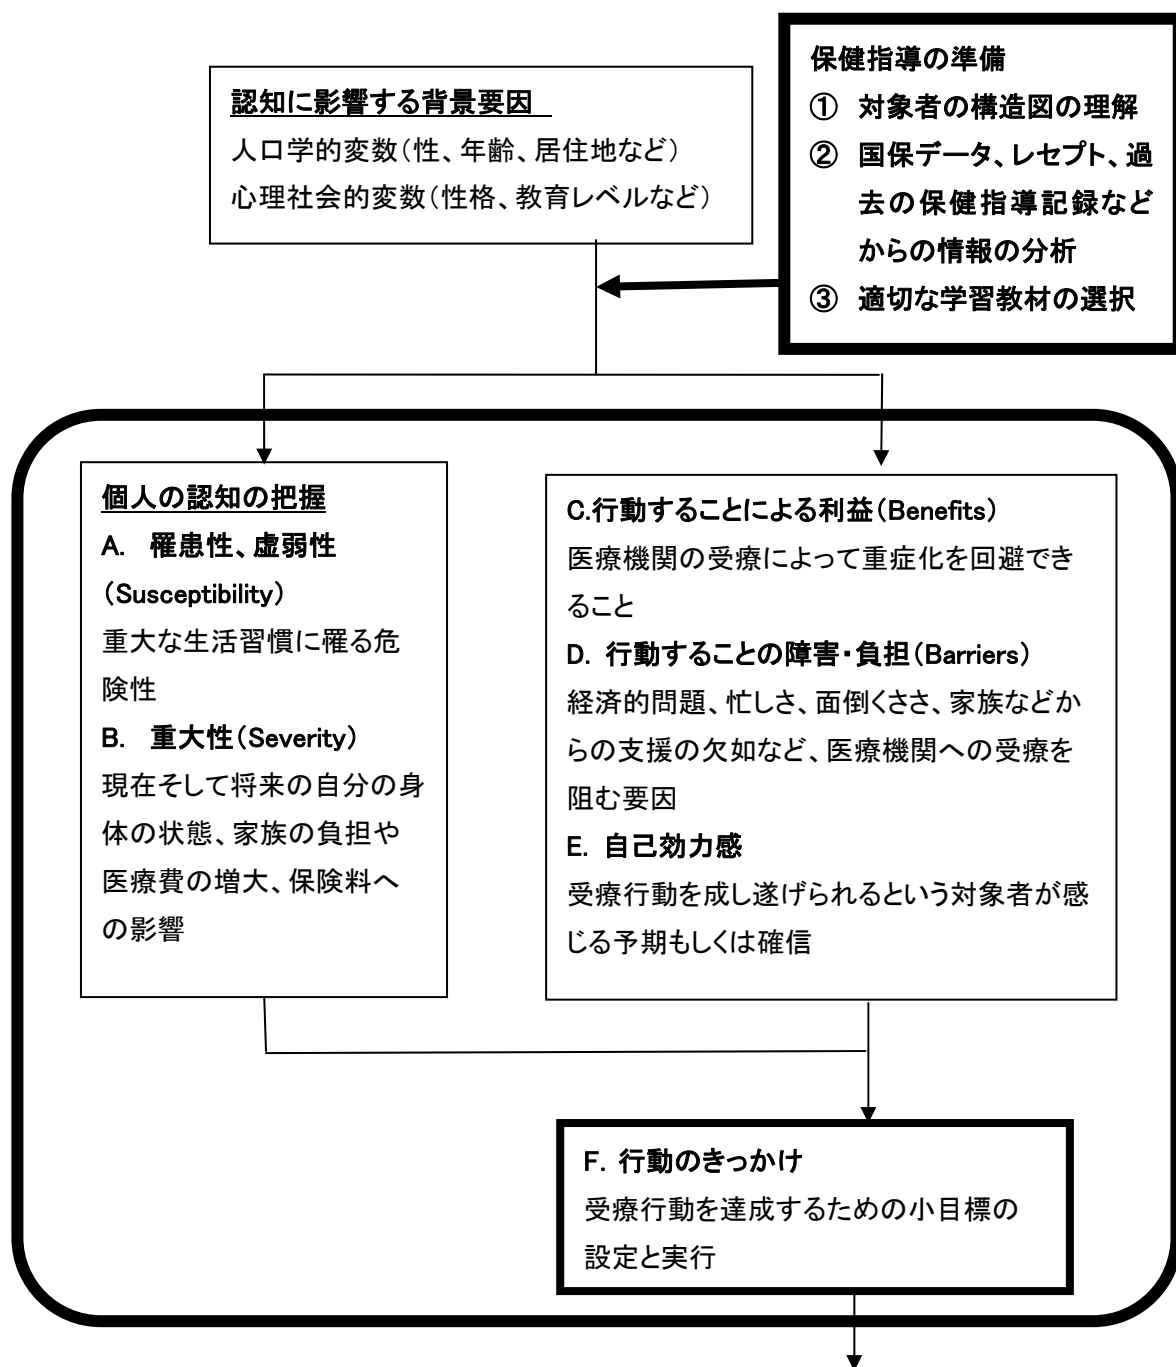 認知に影響する背景要因
人口学的変数(性、年齢、居住地など)
心理社会的変数(性格、教育レベルなど)
保健指導の準備
① 対象者の構造図の理解
② 国保データ、レセプト、過
去の保健指導記録など
からの情報の分析
③ 適切な学習教材の選択
個人の認知の把握
A. 罹患性、虚弱性
(Susceptibility)
重大な生活習慣に罹る危
険性
B. 重大性(Severity)
現在そして将来の自分の身
体の状態、家族の負担や
医療費の増大、保険料へ
の影響
C.行動することによる利益(Benefits)
医療機関の受療によって重症化を回避でき
ること
D. 行動することの障害・負担(Barriers)
経済的問題、忙しさ、面倒くささ、家族などか
らの支援の欠如など、医療機関への受療を
阻む要因
E. 自己効力感
受療行動を成し遂げられるという対象者が感
じる予期もしくは確信
F. 行動のきっかけ
受療行動を達成するための小目標の
設定と実行